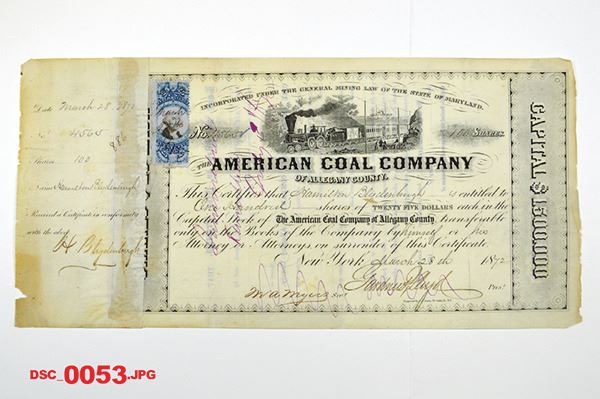 Date March 28 1872
No 4565
Shares 100
Name Hamilton Blydenburgh
Received a Certificate in conformity
with the above
H Blydenburgh
INCORPORATED UNDER THE GENERAL MINING LAW OF THE STATE OF MARYLAND.
No. 4565
100 SHARES.
THE
AMERICAN COAL COMPANY
OF ALLEGANY COUNTY.
This Certifies that Hamilton Blydenburgh is entitled to
One Hundred shares of TWENTY FIVE DOLLARS each in the
Capital Stock of The American Coal Company of Allegany County, transferable
only on the Books of the Company by himself or his
Attorney or Attorneys on surrender of this Certificate.
New York March 28th 1872
Secy.
Prest.
CAPITAL $1,500,000
DSC_0053.JPG